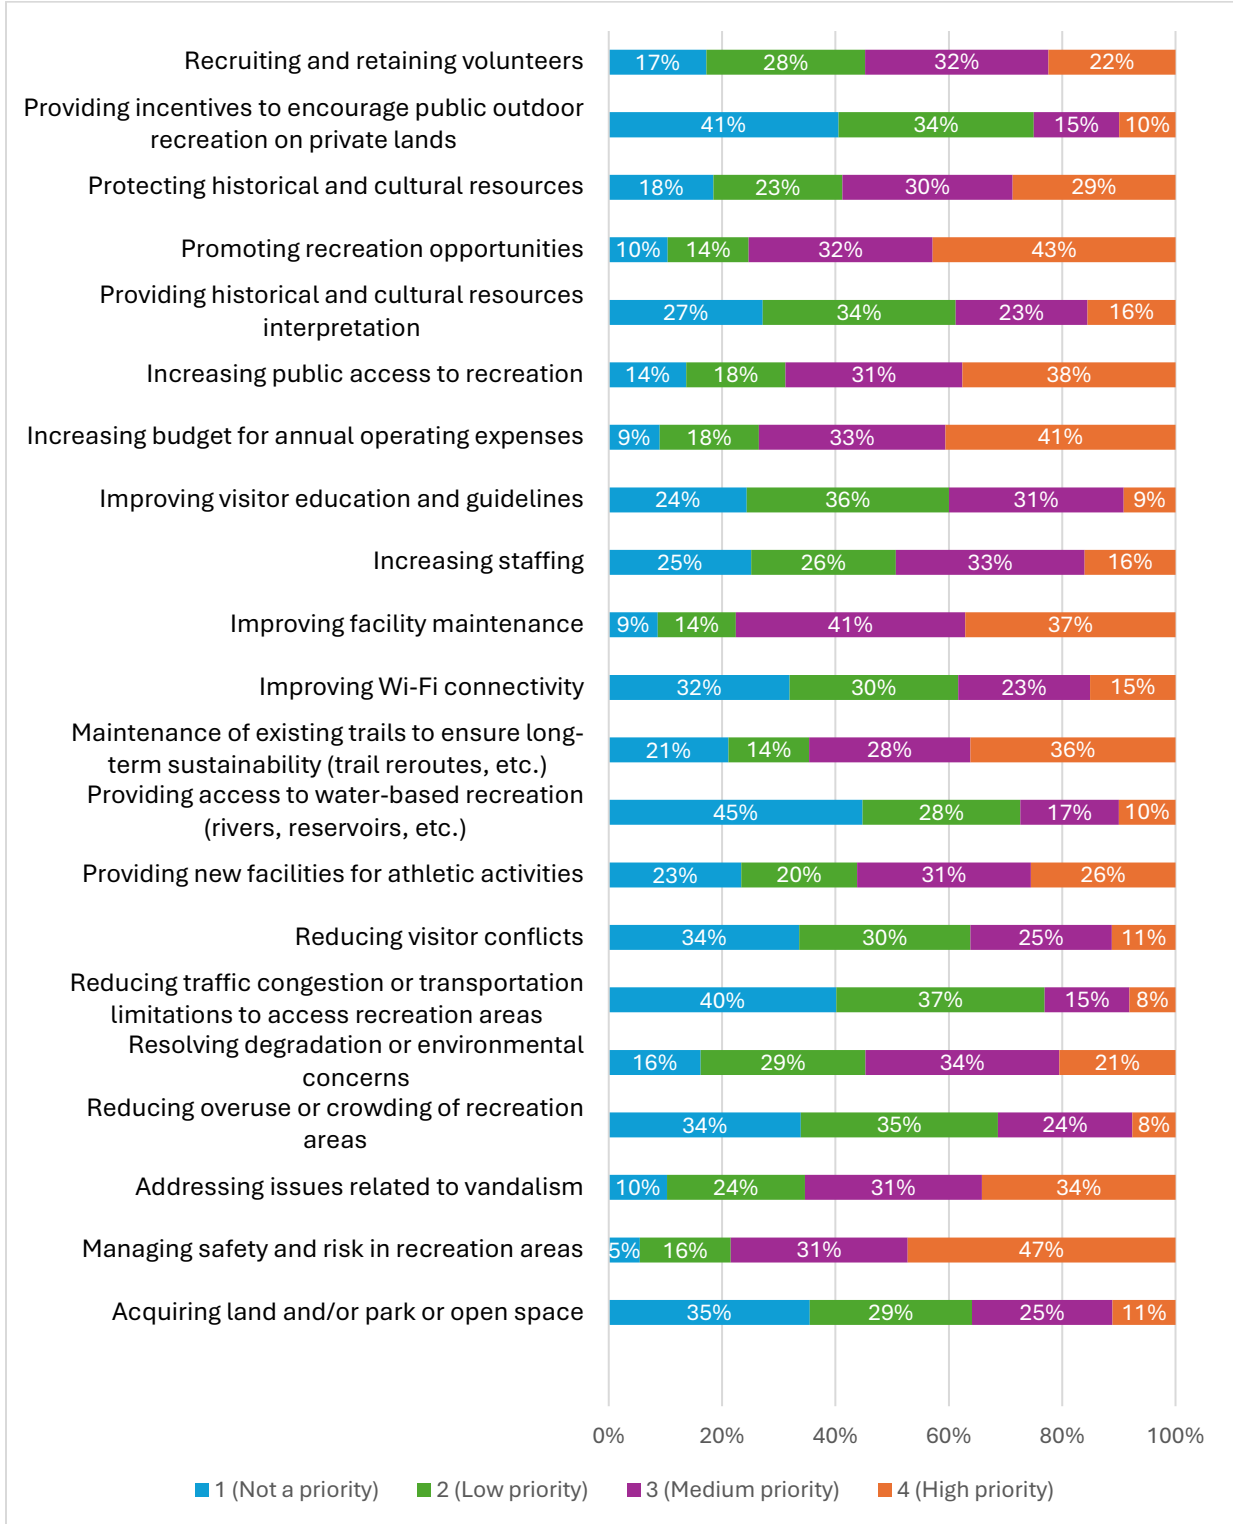 Recruiting and retaining volunteers
17% 28% 32% 22%
Providing incentives to encourage public outdoor
recreation on private lands
41% 34% 15% 10%
Protecting historical and cultural resources
18% 23% 30% 29%
Promoting recreation opportunities
10% 14% 32% 43%
Providing historical and cultural resources
interpretation
27% 34% 23% 16%
Increasing public access to recreation
14% 18% 31% 38%
Increasing budget for annual operating expenses
9% 18% 33% 41%
Improving visitor education and guidelines
24% 36% 31% 9%
Increasing staffing
25% 26% 33% 16%
Improving facility maintenance
9% 14% 41% 37%
Improving Wi-Fi connectivity
32% 30% 23% 15%
Maintenance of existing trails to ensure long-
term sustainability (trail reroutes, etc.)
21% 14% 28% 36%
Providing access to water-based recreation
(rivers, reservoirs, etc.)
45% 28% 17% 10%
Providing new facilities for athletic activities
23% 20% 31% 26%
Reducing visitor conflicts
34% 30% 25% 11%
Reducing traffic congestion or transportation
limitations to access recreation areas
40% 37% 15% 8%
Resolving degradation or environmental
concerns
16% 29% 34% 21%
Reducing overuse or crowding of recreation
areas
34% 35% 24% 8%
Addressing issues related to vandalism
10% 24% 31% 34%
Managing safety and risk in recreation areas
5% 16% 31% 47%
Acquiring land and/or park or open space
35% 29% 25% 11%
0% 20% 40% 60% 80% 100%
1 (Not a priority) 2 (Low priority) 3 (Medium priority) 4 (High priority)